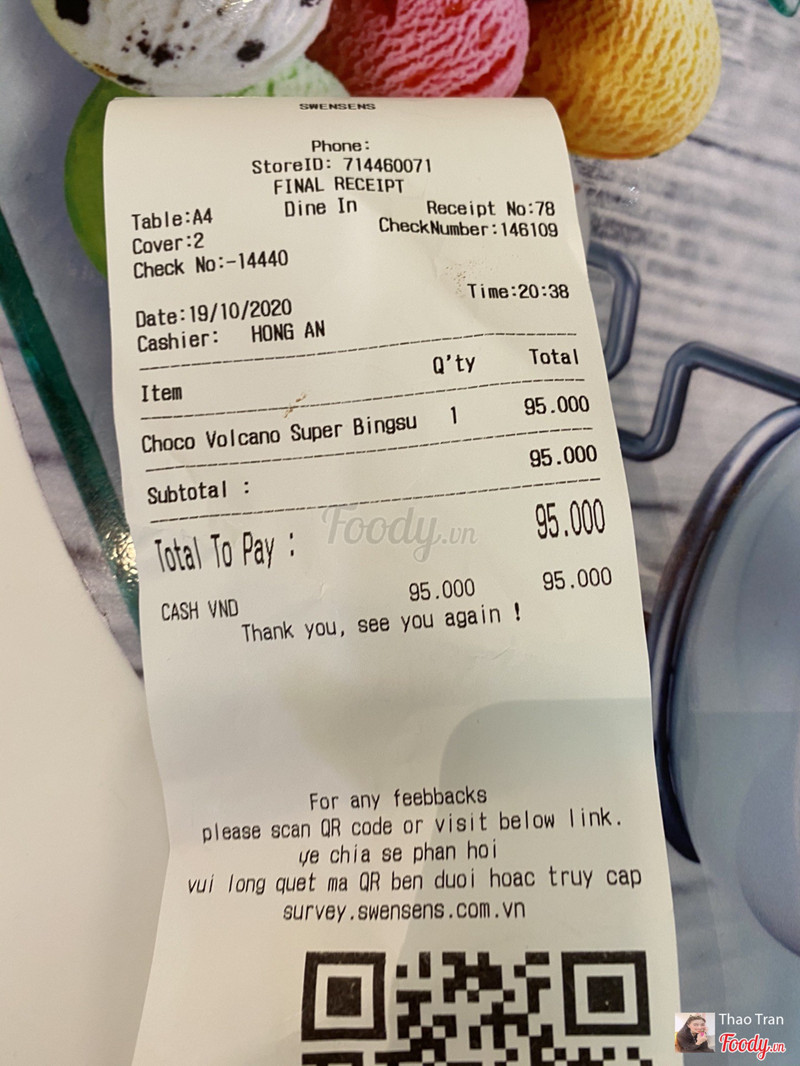 SWENSENS
Phone:
StoreID: 714460071
FINAL RECEIPT
Table:A4 Dine In Receipt No:78
Cover:2 CheckNumber:146109
Check No:-14440
Date:19/10/2020 Time:20:38
Cashier: HONG AN
Item Q'ty Total
Choco Volcano Super Bingsu 1 95.000
Subtotal : 95.000
Total To Pay : 95.000
CASH VND 95.000 95.000
Thank you, see you again !
For any feebbacks
please scan QR code or visit below link.
chia se phan hoi
vui long quet ma QR ben duoi hoac truy cap
survey.swensens.com.vn
Foody.vn
Thao Tran
Foody.vn